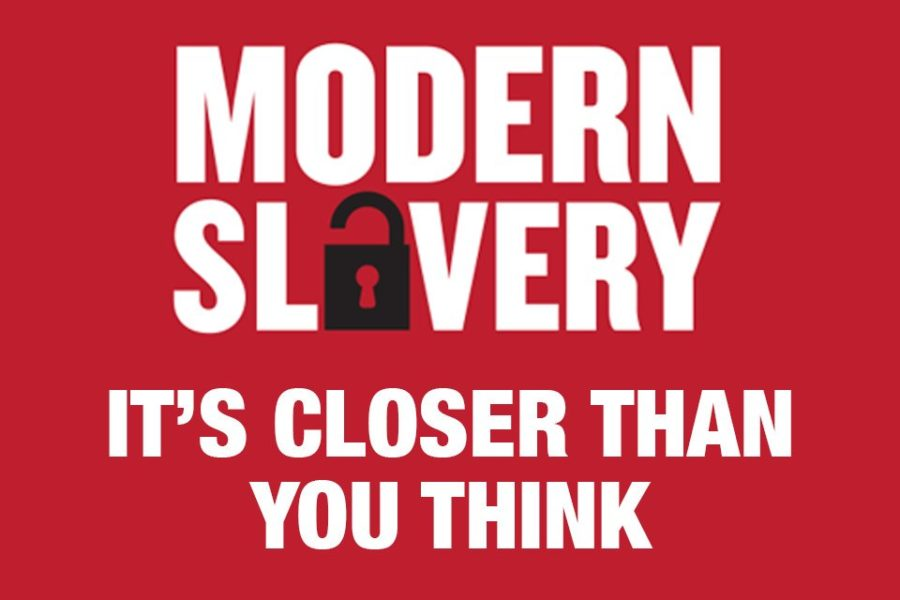 MODERN
SLAVERY
IT’S CLOSER THAN
YOU THINK